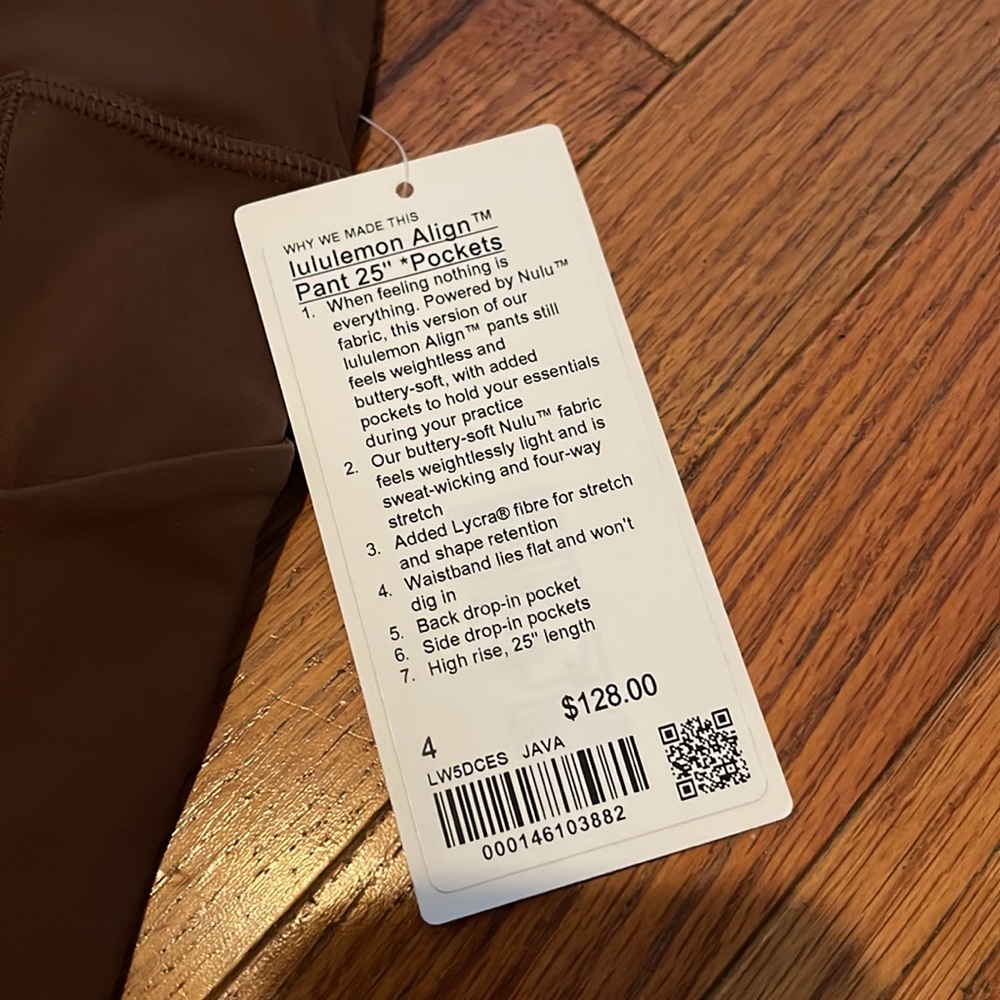 WHY WE MADE THIS
lululemon Align™
Pant 25" *Pockets
1. When feeling nothing is
everything. Powered by Nulu™
fabric, this version of our
lululemon Align™ pants still
feels weightless and
buttery-soft, with added
pockets to hold your essentials
during your practice
2. Our buttery-soft Nulu™ fabric
feels weightlessly light and is
sweat-wicking and four-way
stretch
3. Added Lycra® fibre for stretch
and shape retention
4. Waistband lies flat and won't
dig in
5. Back drop-in pocket
6. Side drop-in pockets
7. High rise, 25" length
$128.00
4
LW5DCES JAVA
000146103882